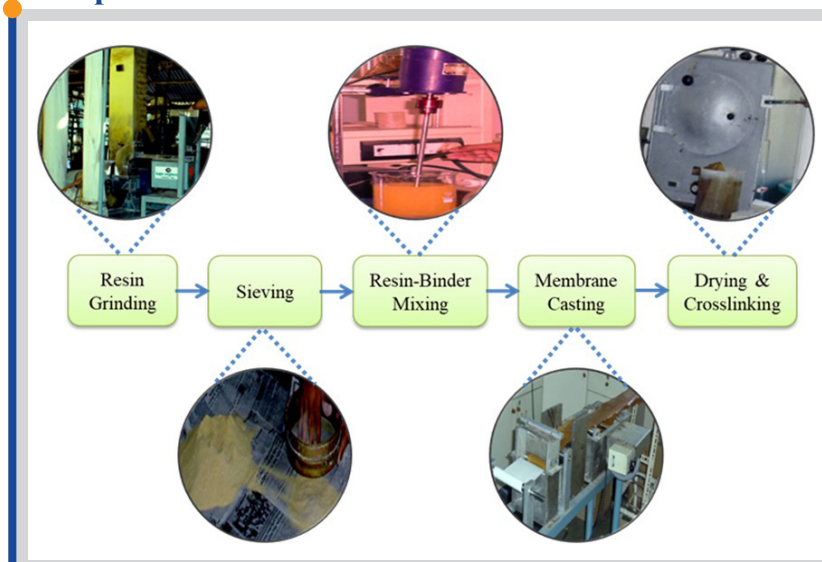 Resin
Grinding
Sieving
Resin-Binder
Mixing
Membrane
Casting
Drying &
Crosslinking